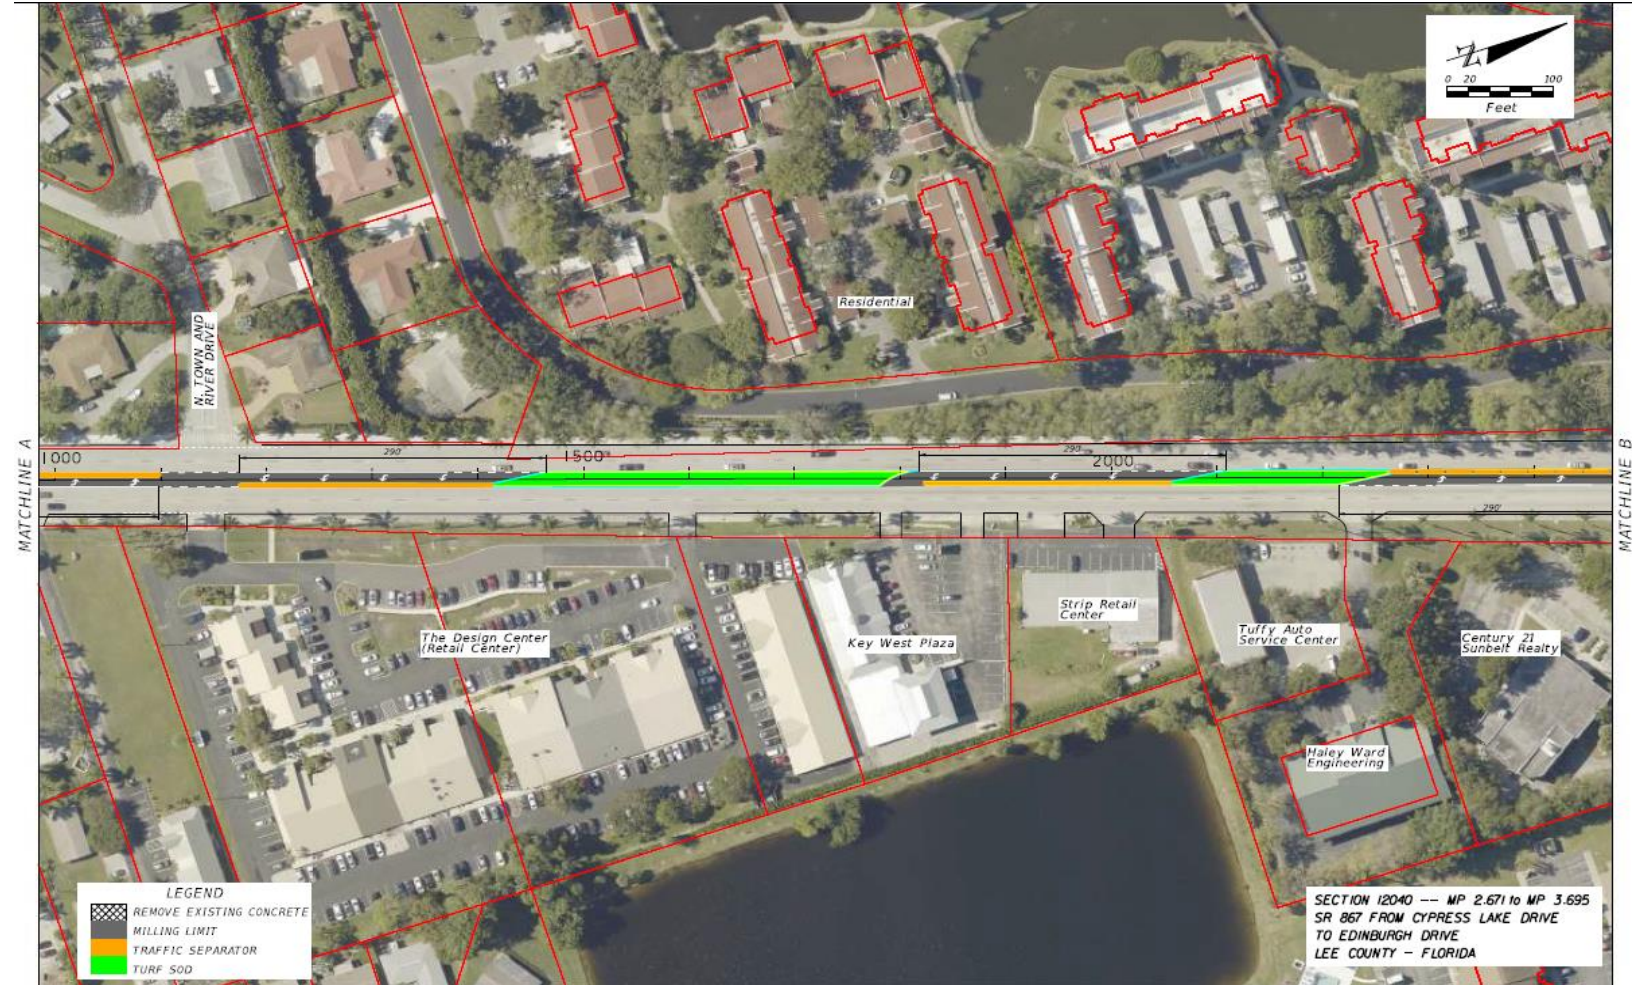 N
0 20 100
Feet
Residential
N. TOWN AND
RIVER DRIVE
MATCHLINE A
MATCHLINE B
1000
290'
1500
290'
2000
290'
The Design Center
(Retail Center)
Key West Plaza
Strip Retail
Center
Tuffy Auto
Service Center
Century 21
Sunbelt Realty
Haley Ward
Engineering
LEGEND
REMOVE EXISTING CONCRETE
MILLING LIMIT
TRAFFIC SEPARATOR
TURF SOD
SECTION 12040 -- MP 2.671 to MP 3.695
SR 867 FROM CYPRESS LAKE DRIVE
TO EDINBURGH DRIVE
LEE COUNTY - FLORIDA